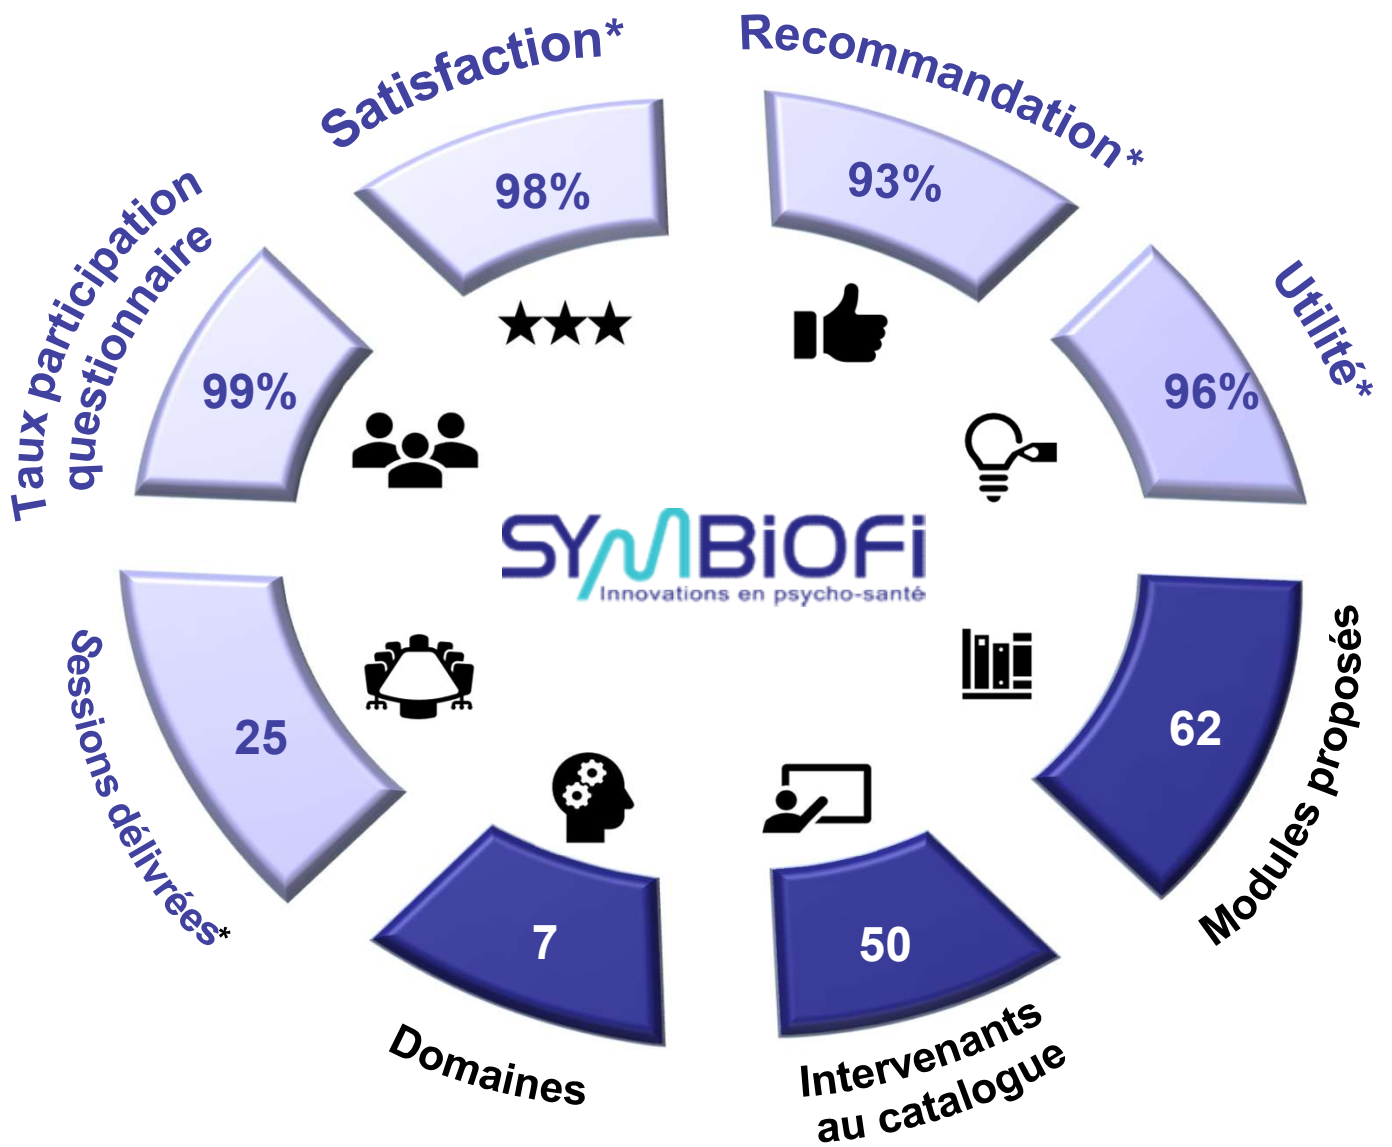 Satisfaction*
98%
Recommandation*
93%
Utilité*
96%
Modules proposés
62
Intervenants
au catalogue
50
Domaines
7
Sessions délivrées*
25
Taux participation
questionnaire
99%
SYMBiOFi
Innovations en psycho-santé